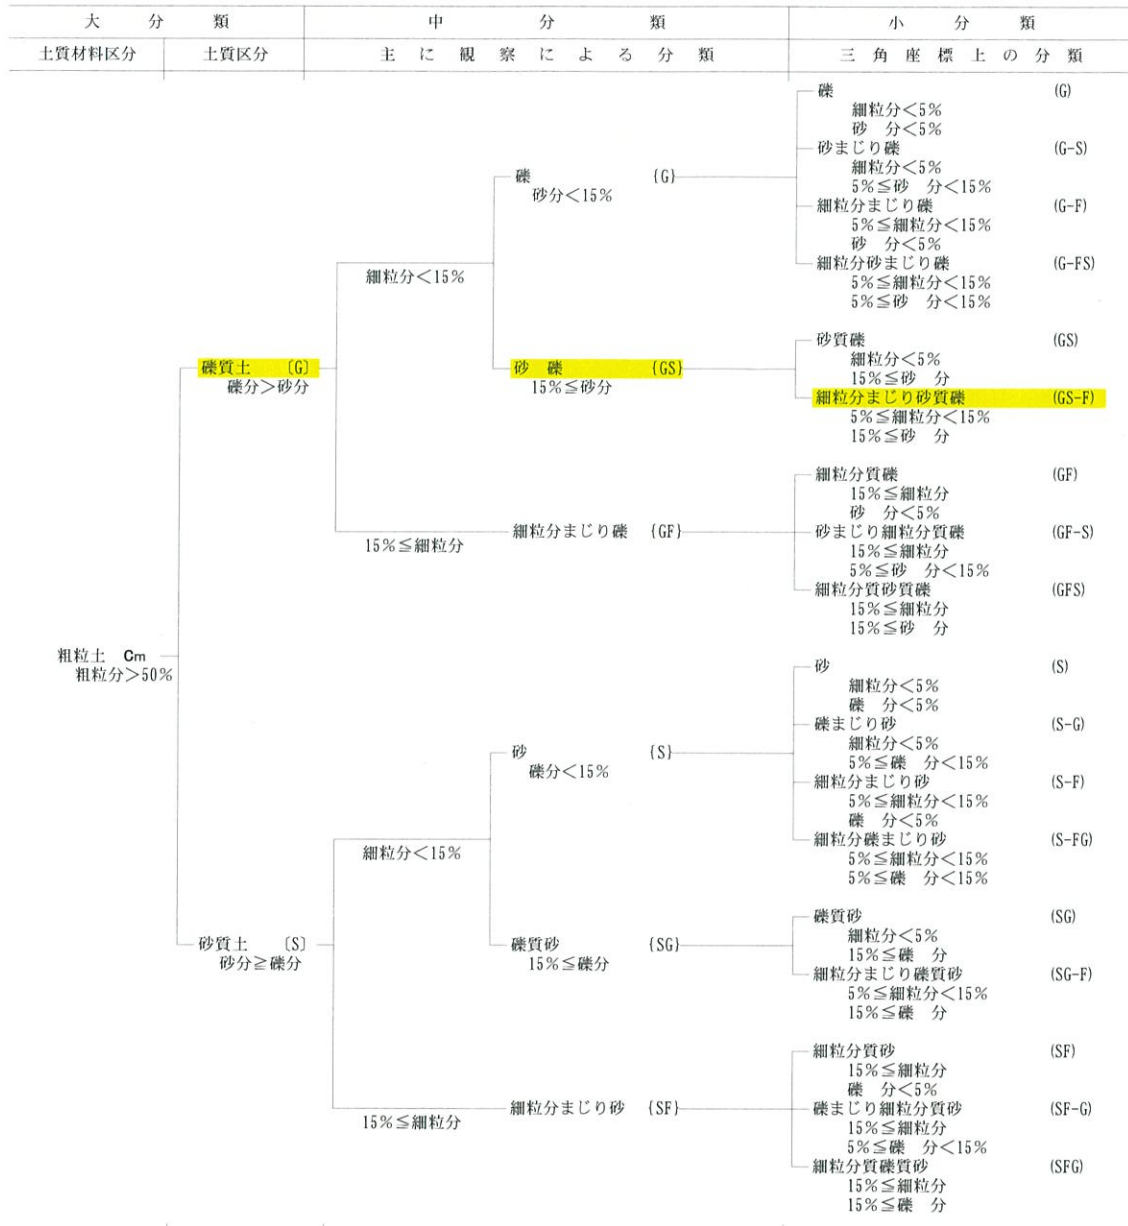 大 分 類
中 分 類
小 分 類
土質材料区分
土質区分
主 に 観 察 に よ る 分 類
三 角 座 標 上 の 分 類
礫 (G)
細粒分<5%
砂 分<5%
砂まじり礫 (G-S)
細粒分<5%
5%≦砂 分<15%
細粒分まじり礫 (G-F)
5%≦細粒分<15%
砂 分<5%
細粒分砂まじり礫 (G-FS)
5%≦細粒分<15%
5%≦砂 分<15%
礫 {G}
砂分<15%
細粒分<15%
砂質礫 (GS)
細粒分<5%
15%≦砂 分
細粒分まじり砂質礫 (GS-F)
5%≦細粒分<15%
15%≦砂 分
礫質土 〔G〕
礫分>砂分
砂 礫 {GS}
15%≦砂分
細粒分質礫 (GF)
15%≦細粒分
砂 分<5%
砂まじり細粒分質礫 (GF-S)
15%≦細粒分
5%≦砂 分<15%
細粒分質砂質礫 (GFS)
15%≦細粒分
15%≦砂 分
15%≦細粒分
細粒分まじり礫 {GF}
粗粒土 Cm
粗粒分>50%
砂 (S)
細粒分<5%
礫 分<5%
礫まじり砂 (S-G)
細粒分<5%
5%≦礫 分<15%
細粒分まじり砂 (S-F)
5%≦細粒分<15%
礫 分<5%
細粒分礫まじり砂 (S-FG)
5%≦細粒分<15%
5%≦礫 分<15%
砂 {S}
礫分<15%
細粒分<15%
礫質砂 (SG)
細粒分<5%
15%≦礫 分
細粒分まじり礫質砂 (SG-F)
5%≦細粒分<15%
15%≦礫 分
砂質土 〔S〕
砂分≧礫分
礫質砂 {SG}
15%≦礫分
細粒分質砂 (SF)
15%≦細粒分
礫 分<5%
礫まじり細粒分質砂 (SF-G)
15%≦細粒分
5%≦礫 分<15%
細粒分質礫質砂 (SFG)
15%≦細粒分
15%≦礫 分
15%≦細粒分
細粒分まじり砂 {SF}